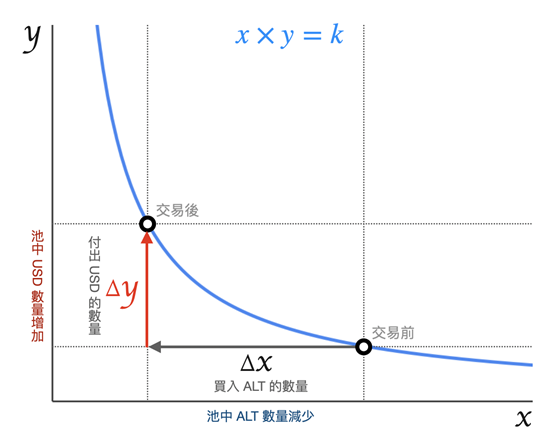 y
x × y = k
交易後
池中 USD 數量增加
付出 USD 的數量
Δy
交易前
Δx
買入 ALT 的數量
池中 ALT 數量減少
x